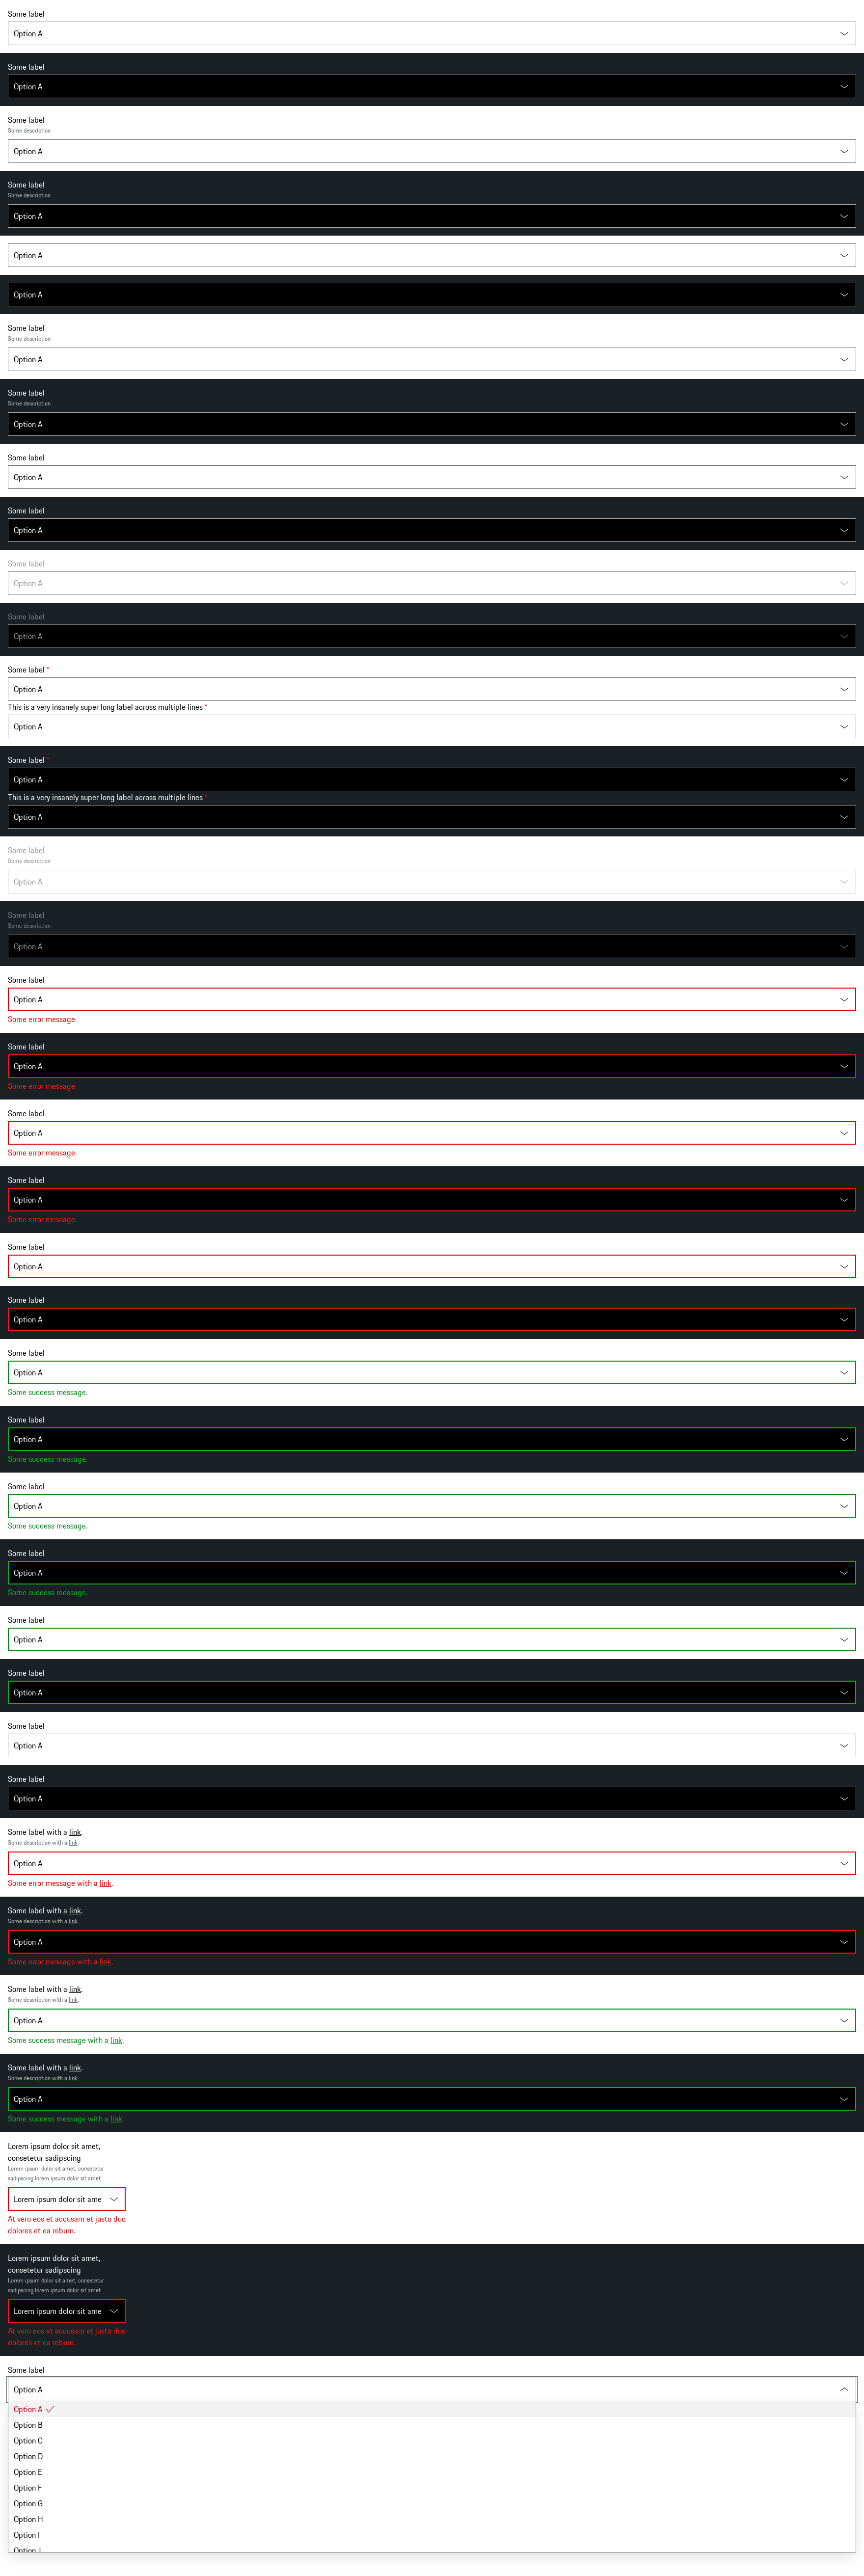 Some label
Option A
Some label
Option A
Some label
Some description
Option A
Some label
Some description
Option A
Option A
Option A
Some label
Some description
Option A
Some label
Some description
Option A
Some label
Option A
Some label
Option A
Some label
Option A
Some label
Option A
Some label *
Option A
This is a very insanely super long label across multiple lines *
Option A
Some label *
Option A
This is a very insanely super long label across multiple lines *
Option A
Some label
Some description
Option A
Some label
Some description
Option A
Some label
Option A
Some error message.
Some label
Option A
Some error message.
Some label
Option A
Some error message.
Some label
Option A
Some error message.
Some label
Option A
Some label
Option A
Some label
Option A
Some success message.
Some label
Option A
Some success message.
Some label
Option A
Some success message.
Some label
Option A
Some success message.
Some label
Option A
Some label
Option A
Some label
Option A
Some label
Option A
Some label with a link.
Some description with a link.
Option A
Some error message with a link.
Some label with a link.
Some description with a link.
Option A
Some error message with a link.
Some label with a link.
Some description with a link.
Option A
Some success message with a link.
Some label with a link.
Some description with a link.
Option A
Some success message with a link.
Lorem ipsum dolor sit amet,
consetetur sadipscing
Lorem ipsum dolor sit amet, consetetur
sadipscing lorem ipsum dolor sit amet
Lorem ipsum dolor sit ame
At vero eos et accusam et justo duo
dolores et ea rebum.
Lorem ipsum dolor sit amet,
consetetur sadipscing
Lorem ipsum dolor sit amet, consetetur
sadipscing lorem ipsum dolor sit amet
Lorem ipsum dolor sit ame
At vero eos et accusam et justo duo
dolores et ea rebum.
Some label
Option A
Option A
Option B
Option C
Option D
Option E
Option F
Option G
Option H
Option I
Option J